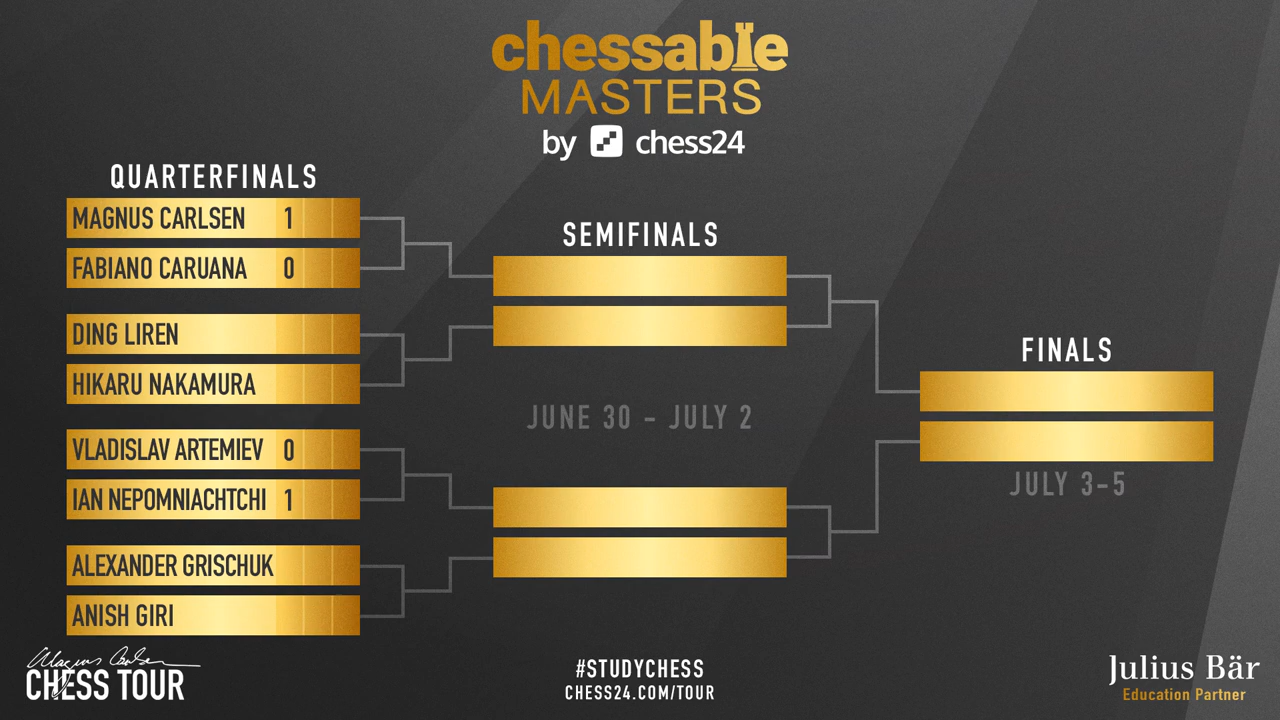 chessable
MASTERS
by chess24
QUARTERFINALS
MAGNUS CARLSEN 1
FABIANO CARUANA 0
DING LIREN
HIKARU NAKAMURA
VLADISLAV ARTEMIEV 0
IAN NEPOMNIACHTCHI 1
ALEXANDER GRISCHUK
ANISH GIRI
SEMIFINALS
JUNE 30 - JULY 2
FINALS
JULY 3-5
Magnus Carlsen
CHESS TOUR
#STUDYCHESS
CHESS24.COM/TOUR
Julius Bär
Education Partner